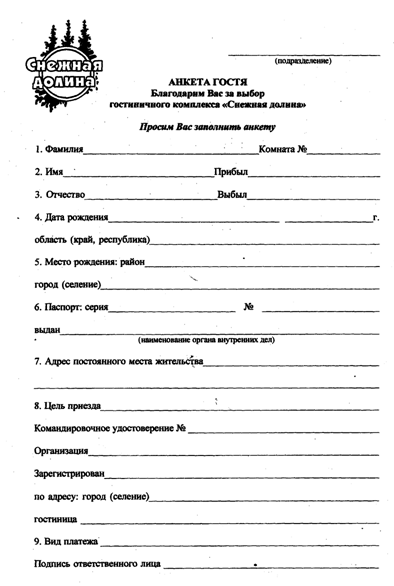 Снежная
долина
(подразделение)
АНКЕТА ГОСТЯ
Благодарим Вас за выбор
гостиничного комплекса «Снежная долина»
Просим Вас заполнить анкету
1. Фамилия Комната №
2. Имя Прибыл
3. Отчество Выбыл
4. Дата рождения г.
область (край, республика)
5. Место рождения: район
город (селение)
6. Паспорт: серия №
выдан
(наименование органа внутренних дел)
7. Адрес постоянного места жительства
8. Цель приезда
Командировочное удостоверение №
Организация
Зарегистрирован
по адресу: город (селение)
гостиница
9. Вид платежа
Подпись ответственного лица